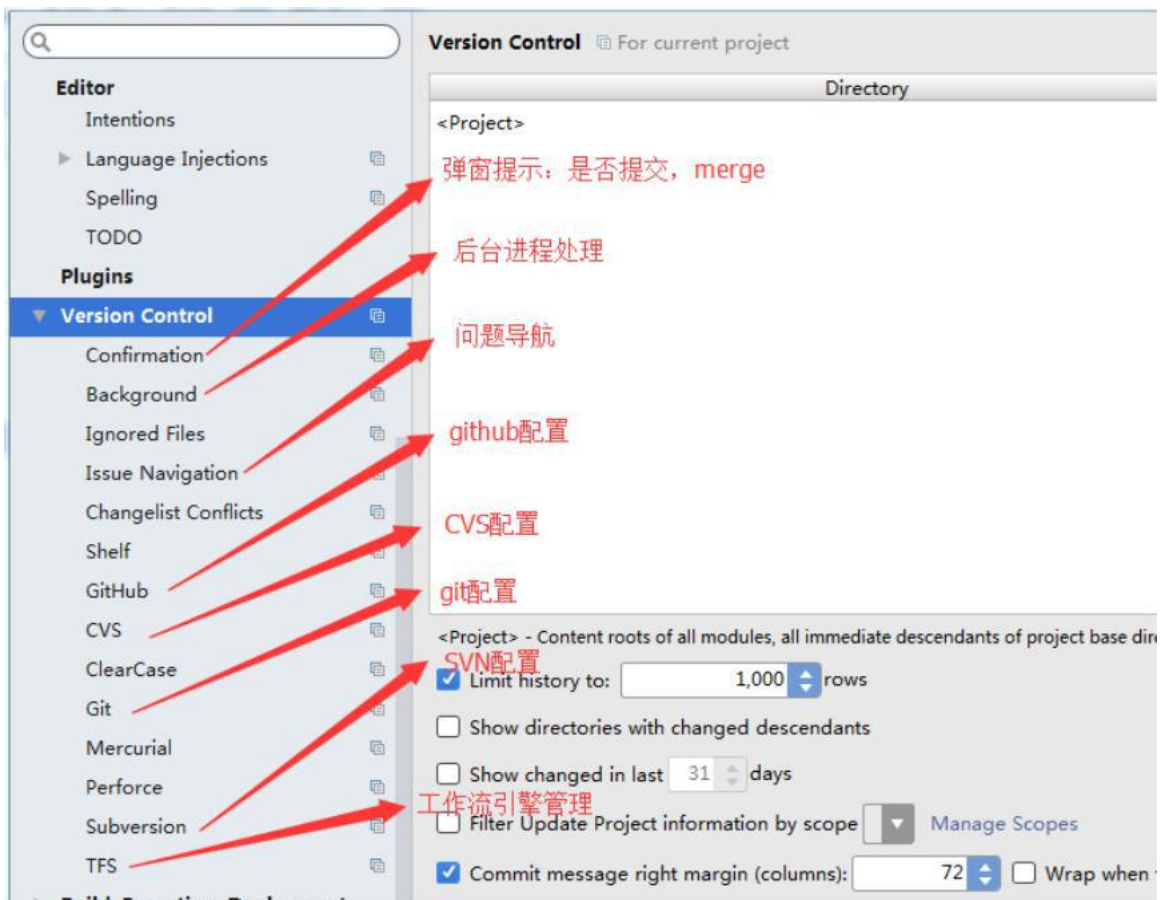 Version Control For current project
Editor
Intentions
Language Injections
Spelling
TODO
Plugins
Version Control
Confirmation
Background
Ignored Files
Issue Navigation
Changelist Conflicts
Shelf
GitHub
CVS
ClearCase
Git
Mercurial
Perforce
Subversion
TFS
Directory
<Project>
弹窗提示：是否提交，merge
后台进程处理
问题导航
github配置
CVS配置
git配置
<Project> - Content roots of all modules, all immediate descendants of project base
SVN配置
Limit history to: 1,000 rows
Show directories with changed descendants
Show changed in last 31 days
工作流引擎管理
Filter Update Project information by scope Manage Scopes
Commit message right margin (columns): 72 Wrap when